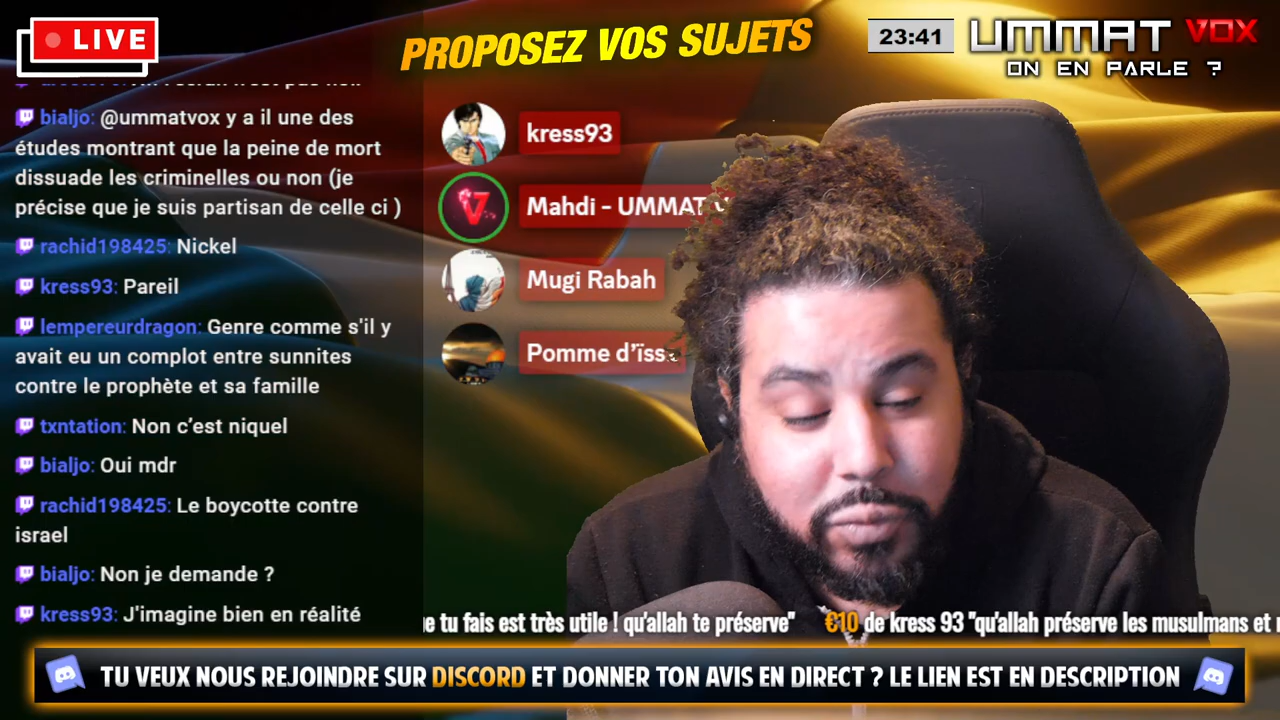 LIVE
PROPOSEZ VOS SUJETS
23:41
UMMAT VOX
ON EN PARLE ?
bialjo: @ummatvox y a il une des
études montrant que la peine de mort
dissuade les criminelles ou non (je
précise que je suis partisan de celle ci )
rachid198425: Nickel
kress93: Pareil
lempereurdragon: Genre comme s'il y
avait eu un complot entre sunnites
contre le prophète et sa famille
txntation: Non c'est niquel
bialjo: Oui mdr
rachid198425: Le boycotte contre
israel
bialjo: Non je demande ?
kress93: J'imagine bien en réalité
kress93
Mahdi - UMMAT
Mugi Rabah
Pomme d'ïss
tu fais est très utile ! qu'allah te préserve" €10 de kress 93 "qu'allah préserve les musulmans et
TU VEUX NOUS REJOINDRE SUR DISCORD ET DONNER TON AVIS EN DIRECT ? LE LIEN EST EN DESCRIPTION